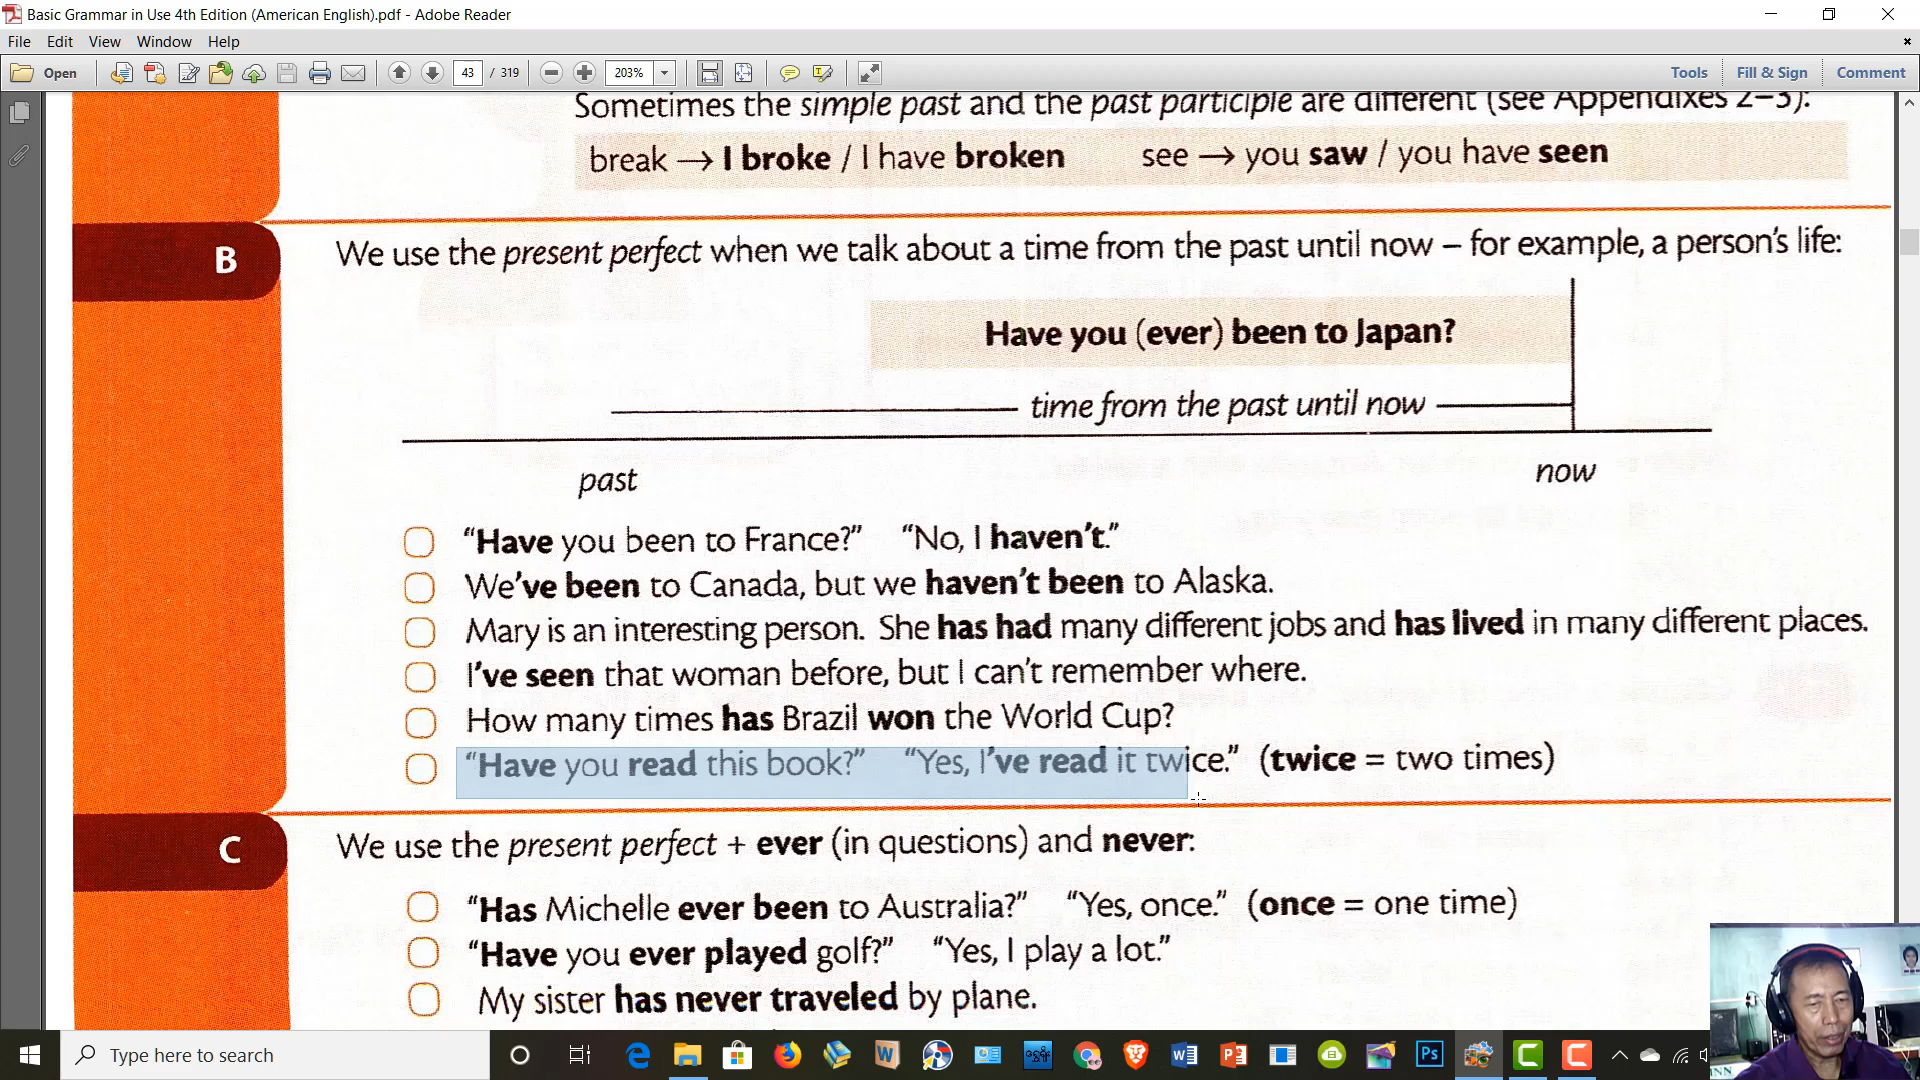 Basic Grammar in Use 4th Edition (American English).pdf - Adobe Reader
File Edit View Window Help
Open 43 / 319 203% Tools Fill & Sign Comment
Sometimes the simple past and the past participle are different (see Appendixes 2–3):
break → I broke / I have broken see → you saw / you have seen
B We use the present perfect when we talk about a time from the past until now – for example, a person's life:
Have you (ever) been to Japan?
time from the past until now
past now
"Have you been to France?" "No, I haven't."
We've been to Canada, but we haven't been to Alaska.
Mary is an interesting person. She has had many different jobs and has lived in many different places.
I've seen that woman before, but I can't remember where.
How many times has Brazil won the World Cup?
"Have you read this book?" "Yes, I've read it twice." (twice = two times)
C We use the present perfect + ever (in questions) and never:
"Has Michelle ever been to Australia?" "Yes, once." (once = one time)
"Have you ever played golf?" "Yes, I play a lot."
My sister has never traveled by plane.
Type here to search